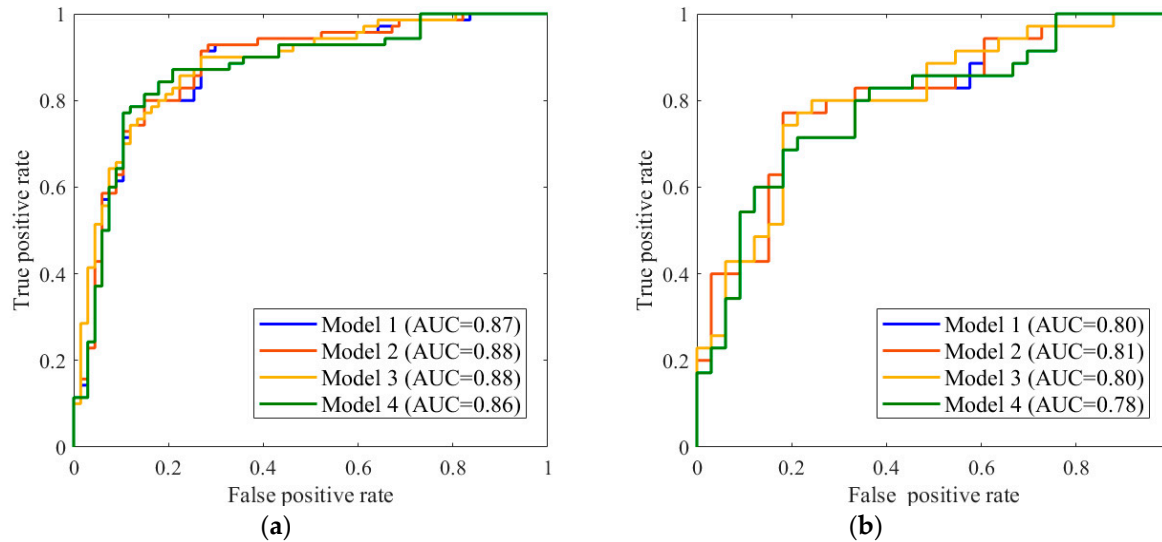 1
0.8
0.6
0.4
0.2
0
True positive rate
Model 1 (AUC=0.87)
Model 2 (AUC=0.88)
Model 3 (AUC=0.88)
Model 4 (AUC=0.86)
0 0.2 0.4 0.6 0.8 1
False positive rate
(a)
1
0.8
0.6
0.4
0.2
0
True positive rate
Model 1 (AUC=0.80)
Model 2 (AUC=0.81)
Model 3 (AUC=0.80)
Model 4 (AUC=0.78)
0 0.2 0.4 0.6 0.8
False positive rate
(b)